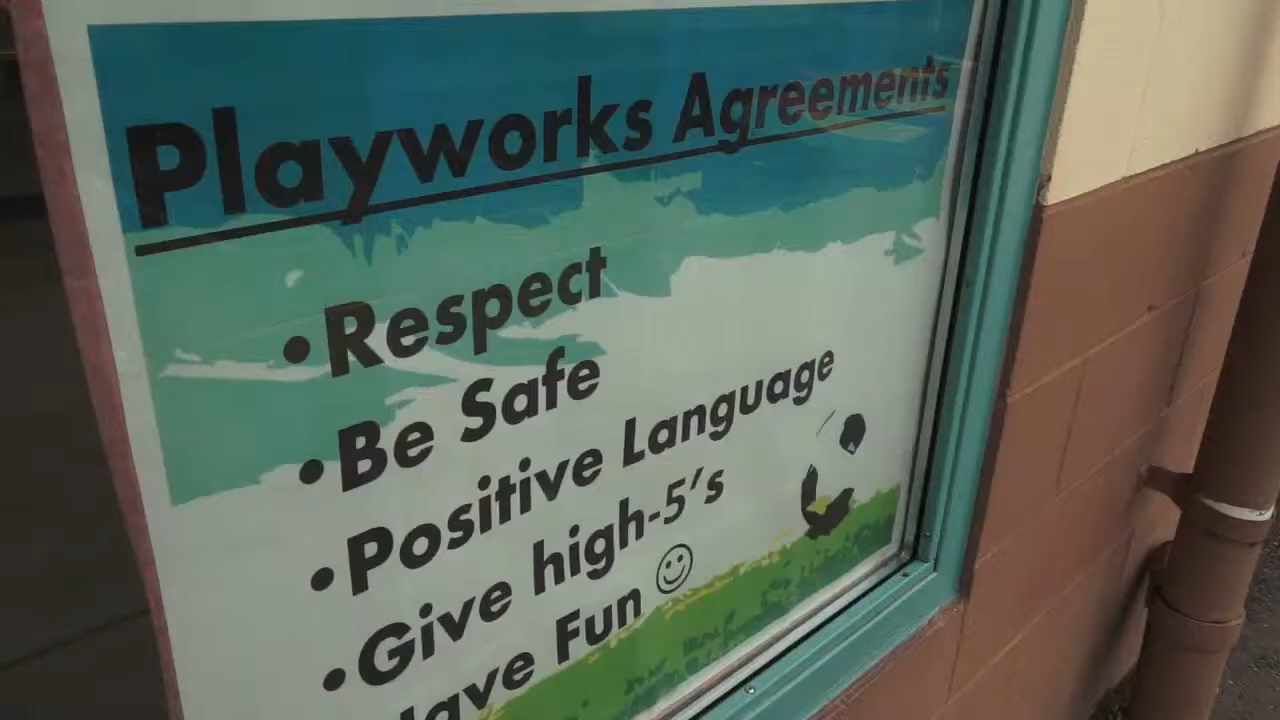 Playworks Agreements
•Respect
•Be Safe
•Positive Language
•Give high-5's
Have Fun ☺